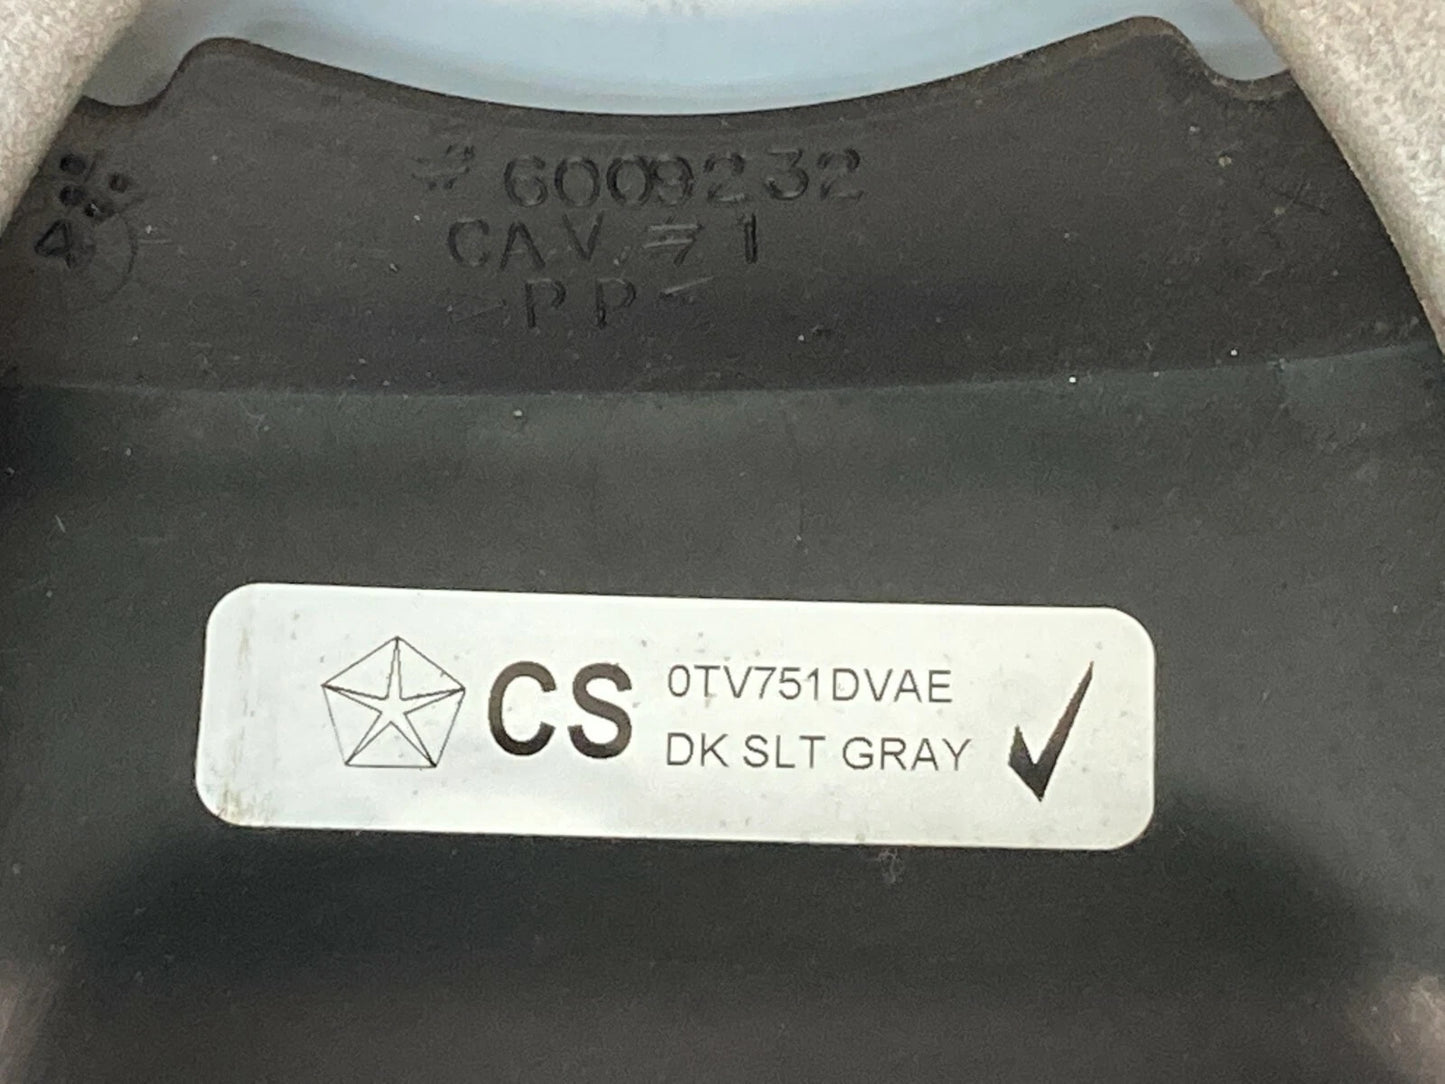 # 6009232
CAV # 1
>PP<
CS 0TV751DVAE
DK SLT GRAY